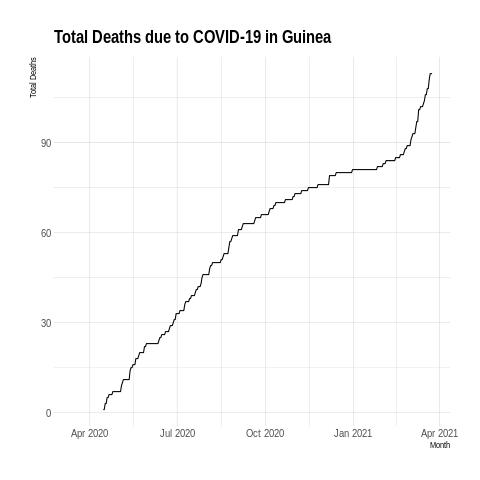 Total Deaths due to COVID-19 in Guinea
Total Deaths
90
60
30
0
Apr 2020
Jul 2020
Oct 2020
Jan 2021
Apr 2021
Month